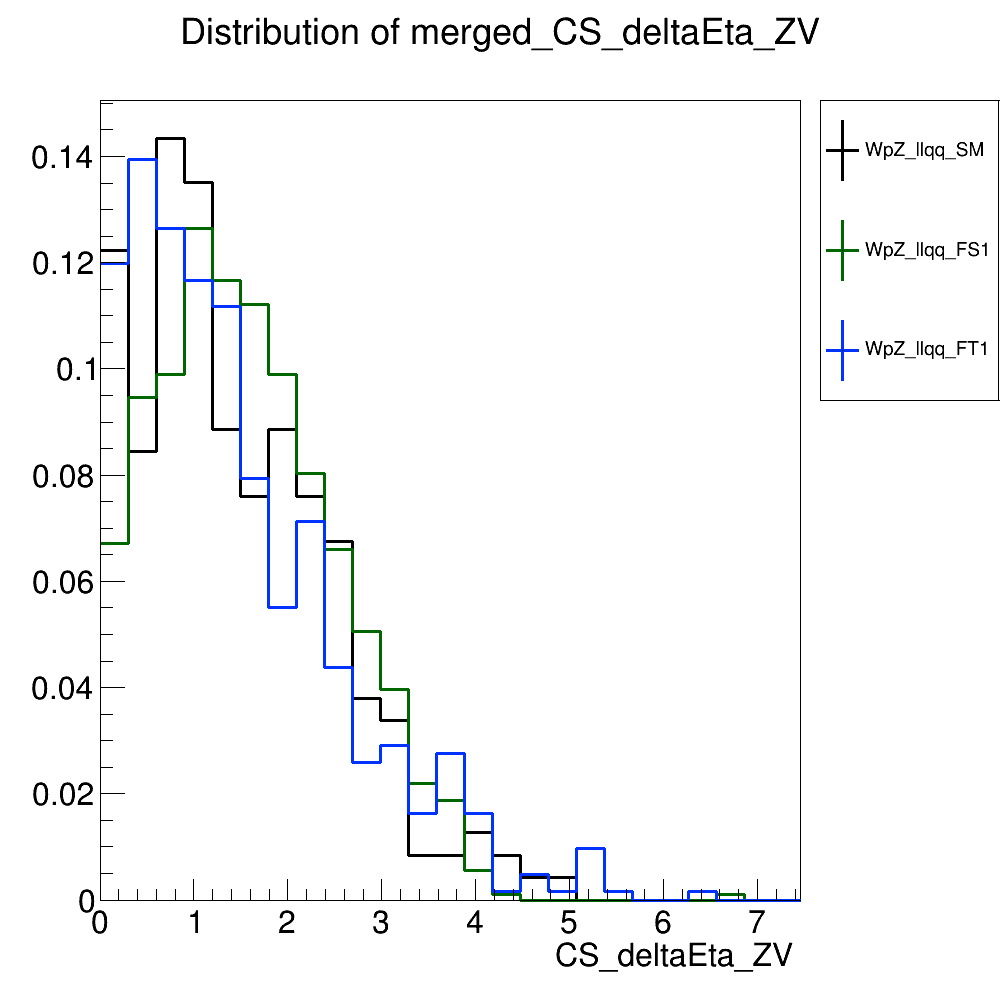 Distribution of merged_CS_deltaEta_ZV
0.14
0.12
0.1
0.08
0.06
0.04
0.02
0
0 1 2 3 4 5 6 7
CS_deltaEta_ZV
WpZ_llqq_SM
WpZ_llqq_FS1
WpZ_llqq_FT1